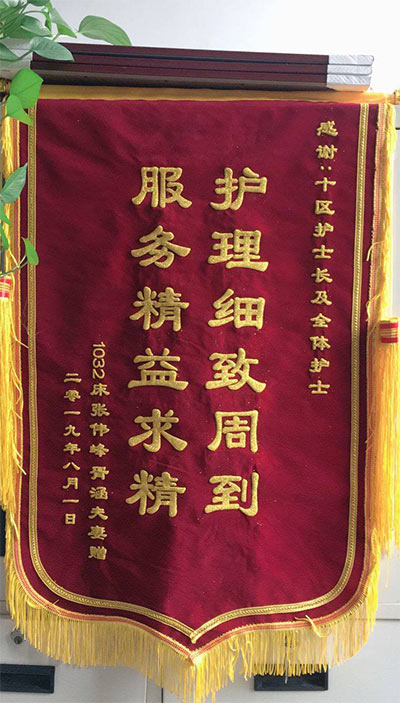 感谢：十区护士长及全体护士
护理细致周到
服务精益求精
1032床张伟峰胥涵夫妻赠
二零一九年八月一日